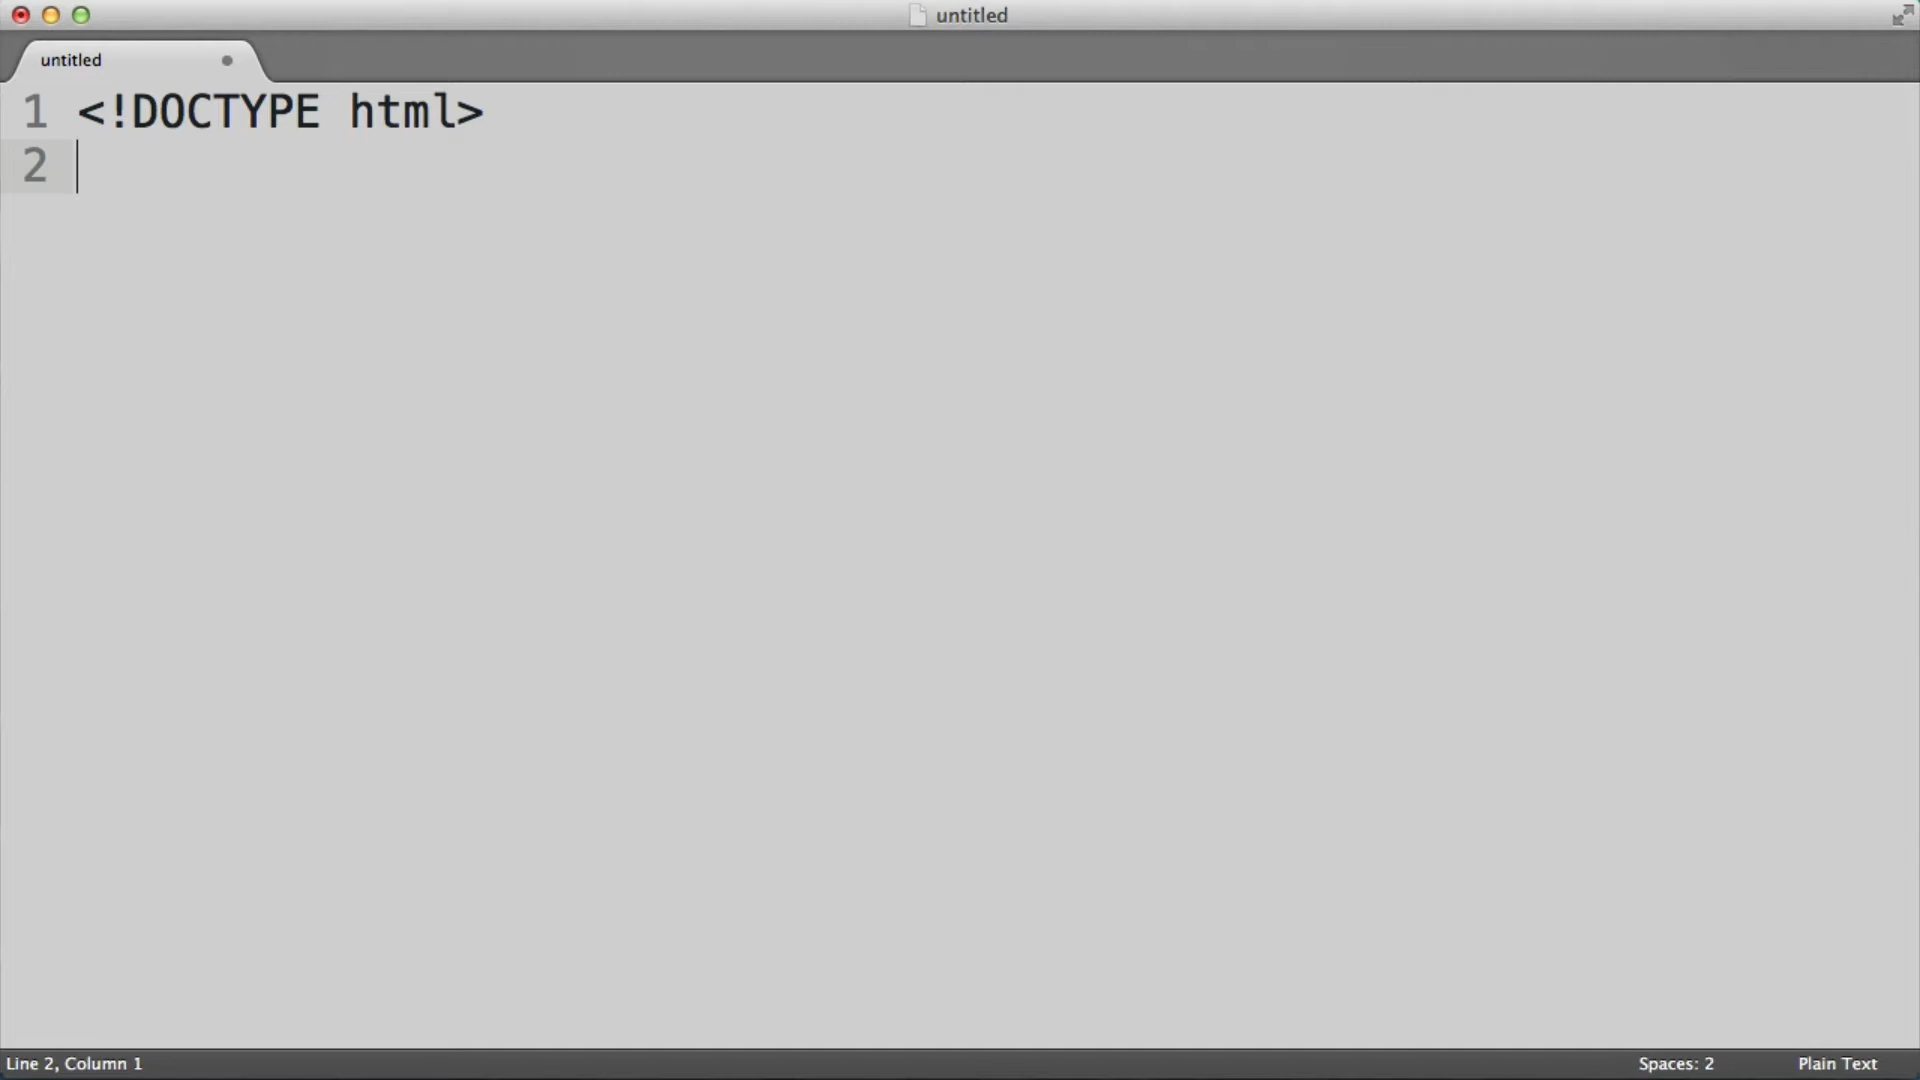 untitled
untitled
1 <!DOCTYPE html>
2
Line 2, Column 1
Spaces: 2
Plain Text